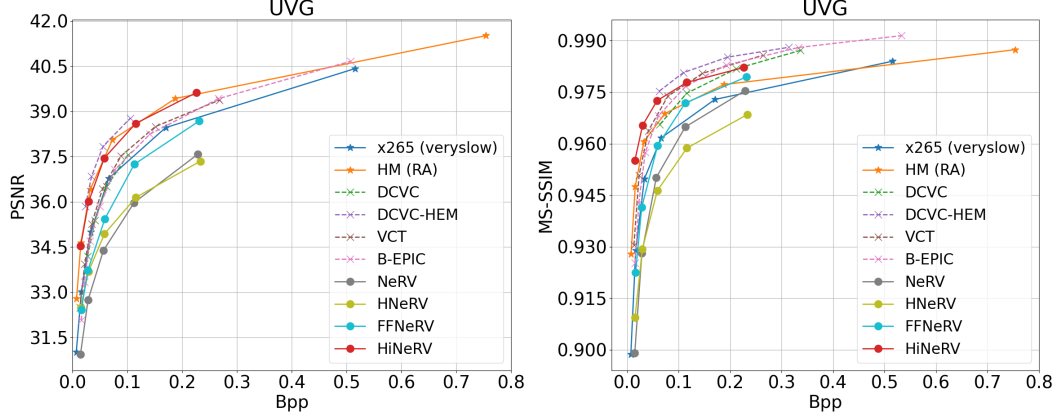 UVG
42.0
40.5
39.0
37.5
36.0
34.5
33.0
31.5
PSNR
0.0 0.1 0.2 0.3 0.4 0.5 0.6 0.7 0.8
Bpp
x265 (veryslow)
HM (RA)
DCVC
DCVC-HEM
VCT
B-EPIC
NeRV
HNeRV
FFNeRV
HiNeRV
UVG
0.990
0.975
0.960
0.945
0.930
0.915
0.900
MS-SSIM
0.0 0.1 0.2 0.3 0.4 0.5 0.6 0.7 0.8
Bpp
x265 (veryslow)
HM (RA)
DCVC
DCVC-HEM
VCT
B-EPIC
NeRV
HNeRV
FFNeRV
HiNeRV